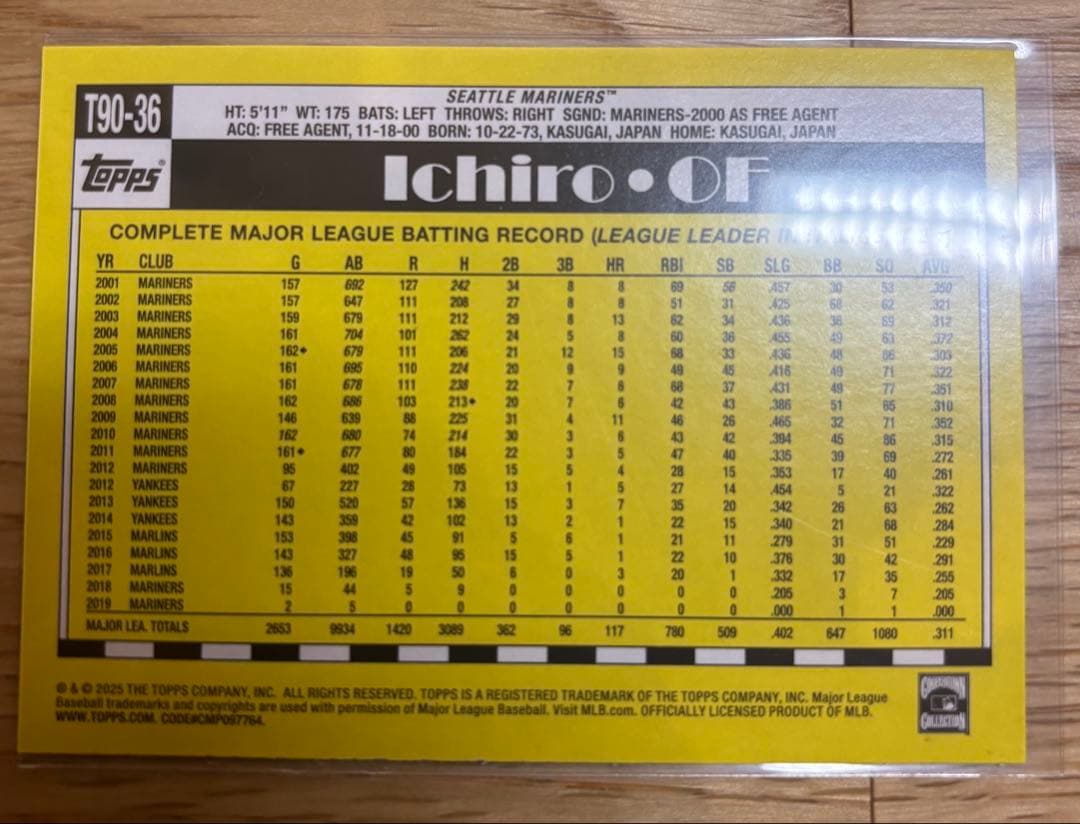 T90-36
SEATTLE MARINERS™
HT: 5'11" WT: 175 BATS: LEFT THROWS: RIGHT SGND: MARINERS-2000 AS FREE AGENT
ACQ: FREE AGENT, 11-18-00 BORN: 10-22-73, KASUGAI, JAPAN HOME: KASUGAI, JAPAN
Topps®
Ichiro • OF
COMPLETE MAJOR LEAGUE BATTING RECORD (LEAGUE LEADER
YR CLUB G AB R H 2B 3B HR RBI SB SLG BB SO AVG
2001 MARINERS 157 692 127 242 34 8 8 69 56 .457 30 53 .350
2002 MARINERS 157 647 111 208 27 8 8 51 31 .425 68 62 .321
2003 MARINERS 159 679 111 212 29 8 13 62 34 .436 36 69 .312
2004 MARINERS 161 704 101 262 24 5 8 60 36 .455 49 63 .372
2005 MARINERS 162♦ 679 111 206 21 12 15 68 33 .436 48 66 .303
2006 MARINERS 161 695 110 224 20 9 9 49 45 .416 49 71 .322
2007 MARINERS 161 678 111 238 22 7 6 68 37 .431 49 77 .351
2008 MARINERS 162 686 103 213♦ 20 7 6 42 43 .386 51 65 .310
2009 MARINERS 146 639 88 225 31 4 11 46 26 .465 32 71 .352
2010 MARINERS 162 680 74 214 30 3 6 43 42 .394 45 86 .315
2011 MARINERS 161♦ 677 80 184 22 3 5 47 40 .335 39 69 .272
2012 MARINERS 95 402 49 105 15 5 4 28 15 .353 17 40 .261
2012 YANKEES 67 227 28 73 13 1 5 27 14 .454 5 21 .322
2013 YANKEES 150 520 57 136 15 3 7 35 20 .342 26 63 .262
2014 YANKEES 143 359 42 102 13 2 1 22 15 .340 21 68 .284
2015 MARLINS 153 398 45 91 5 6 1 21 11 .279 31 51 .229
2016 MARLINS 143 327 48 95 15 5 1 22 10 .376 30 42 .291
2017 MARLINS 136 196 19 50 6 0 3 20 1 .332 17 35 .255
2018 MARINERS 15 44 5 9 0 0 0 0 0 .205 3 7 .205
2019 MARINERS 2 5 0 0 0 0 0 0 0 .000 1 1 .000
MAJOR LEA. TOTALS 2653 9934 1420 3089 362 96 117 780 509 .402 647 1080 .311
® & © 2025 THE TOPPS COMPANY, INC. ALL RIGHTS RESERVED. TOPPS IS A REGISTERED TRADEMARK OF THE TOPPS COMPANY, INC. Major League
Baseball trademarks and copyrights are used with permission of Major League Baseball. Visit MLB.com. OFFICIALLY LICENSED PRODUCT OF MLB.
WWW.TOPPS.COM. CODE#CMP097764.
COOPERSTOWN
COLLECTION